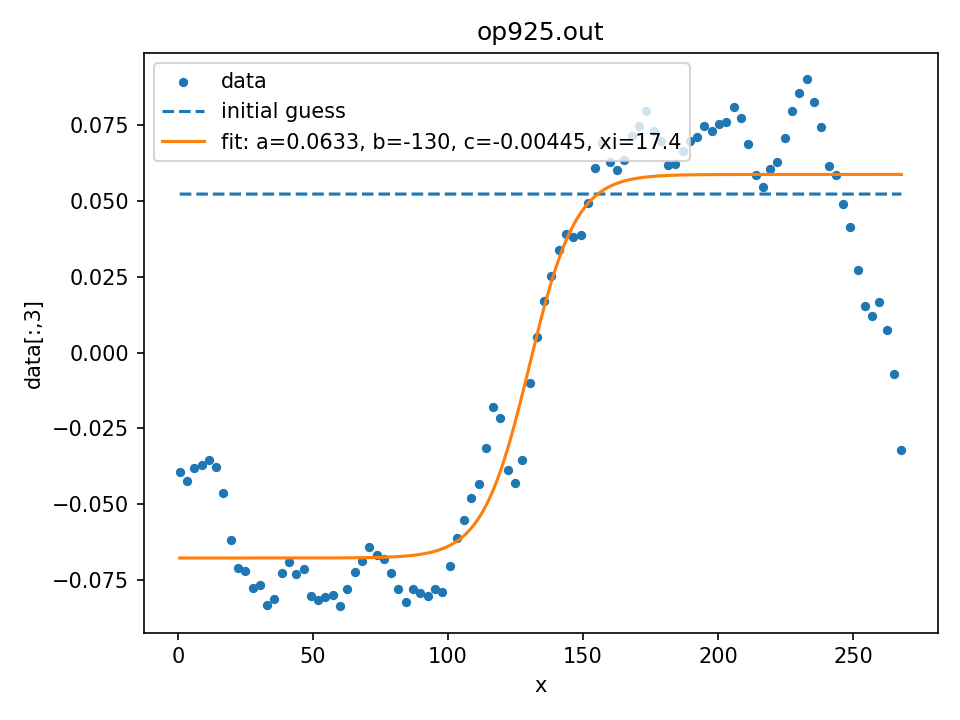 op925.out
data
initial guess
fit: a=0.0633, b=-130, c=-0.00445, xi=17.4
0.075
0.050
0.025
0.000
−0.025
−0.050
−0.075
data[:,3]
0 50 100 150 200 250
x